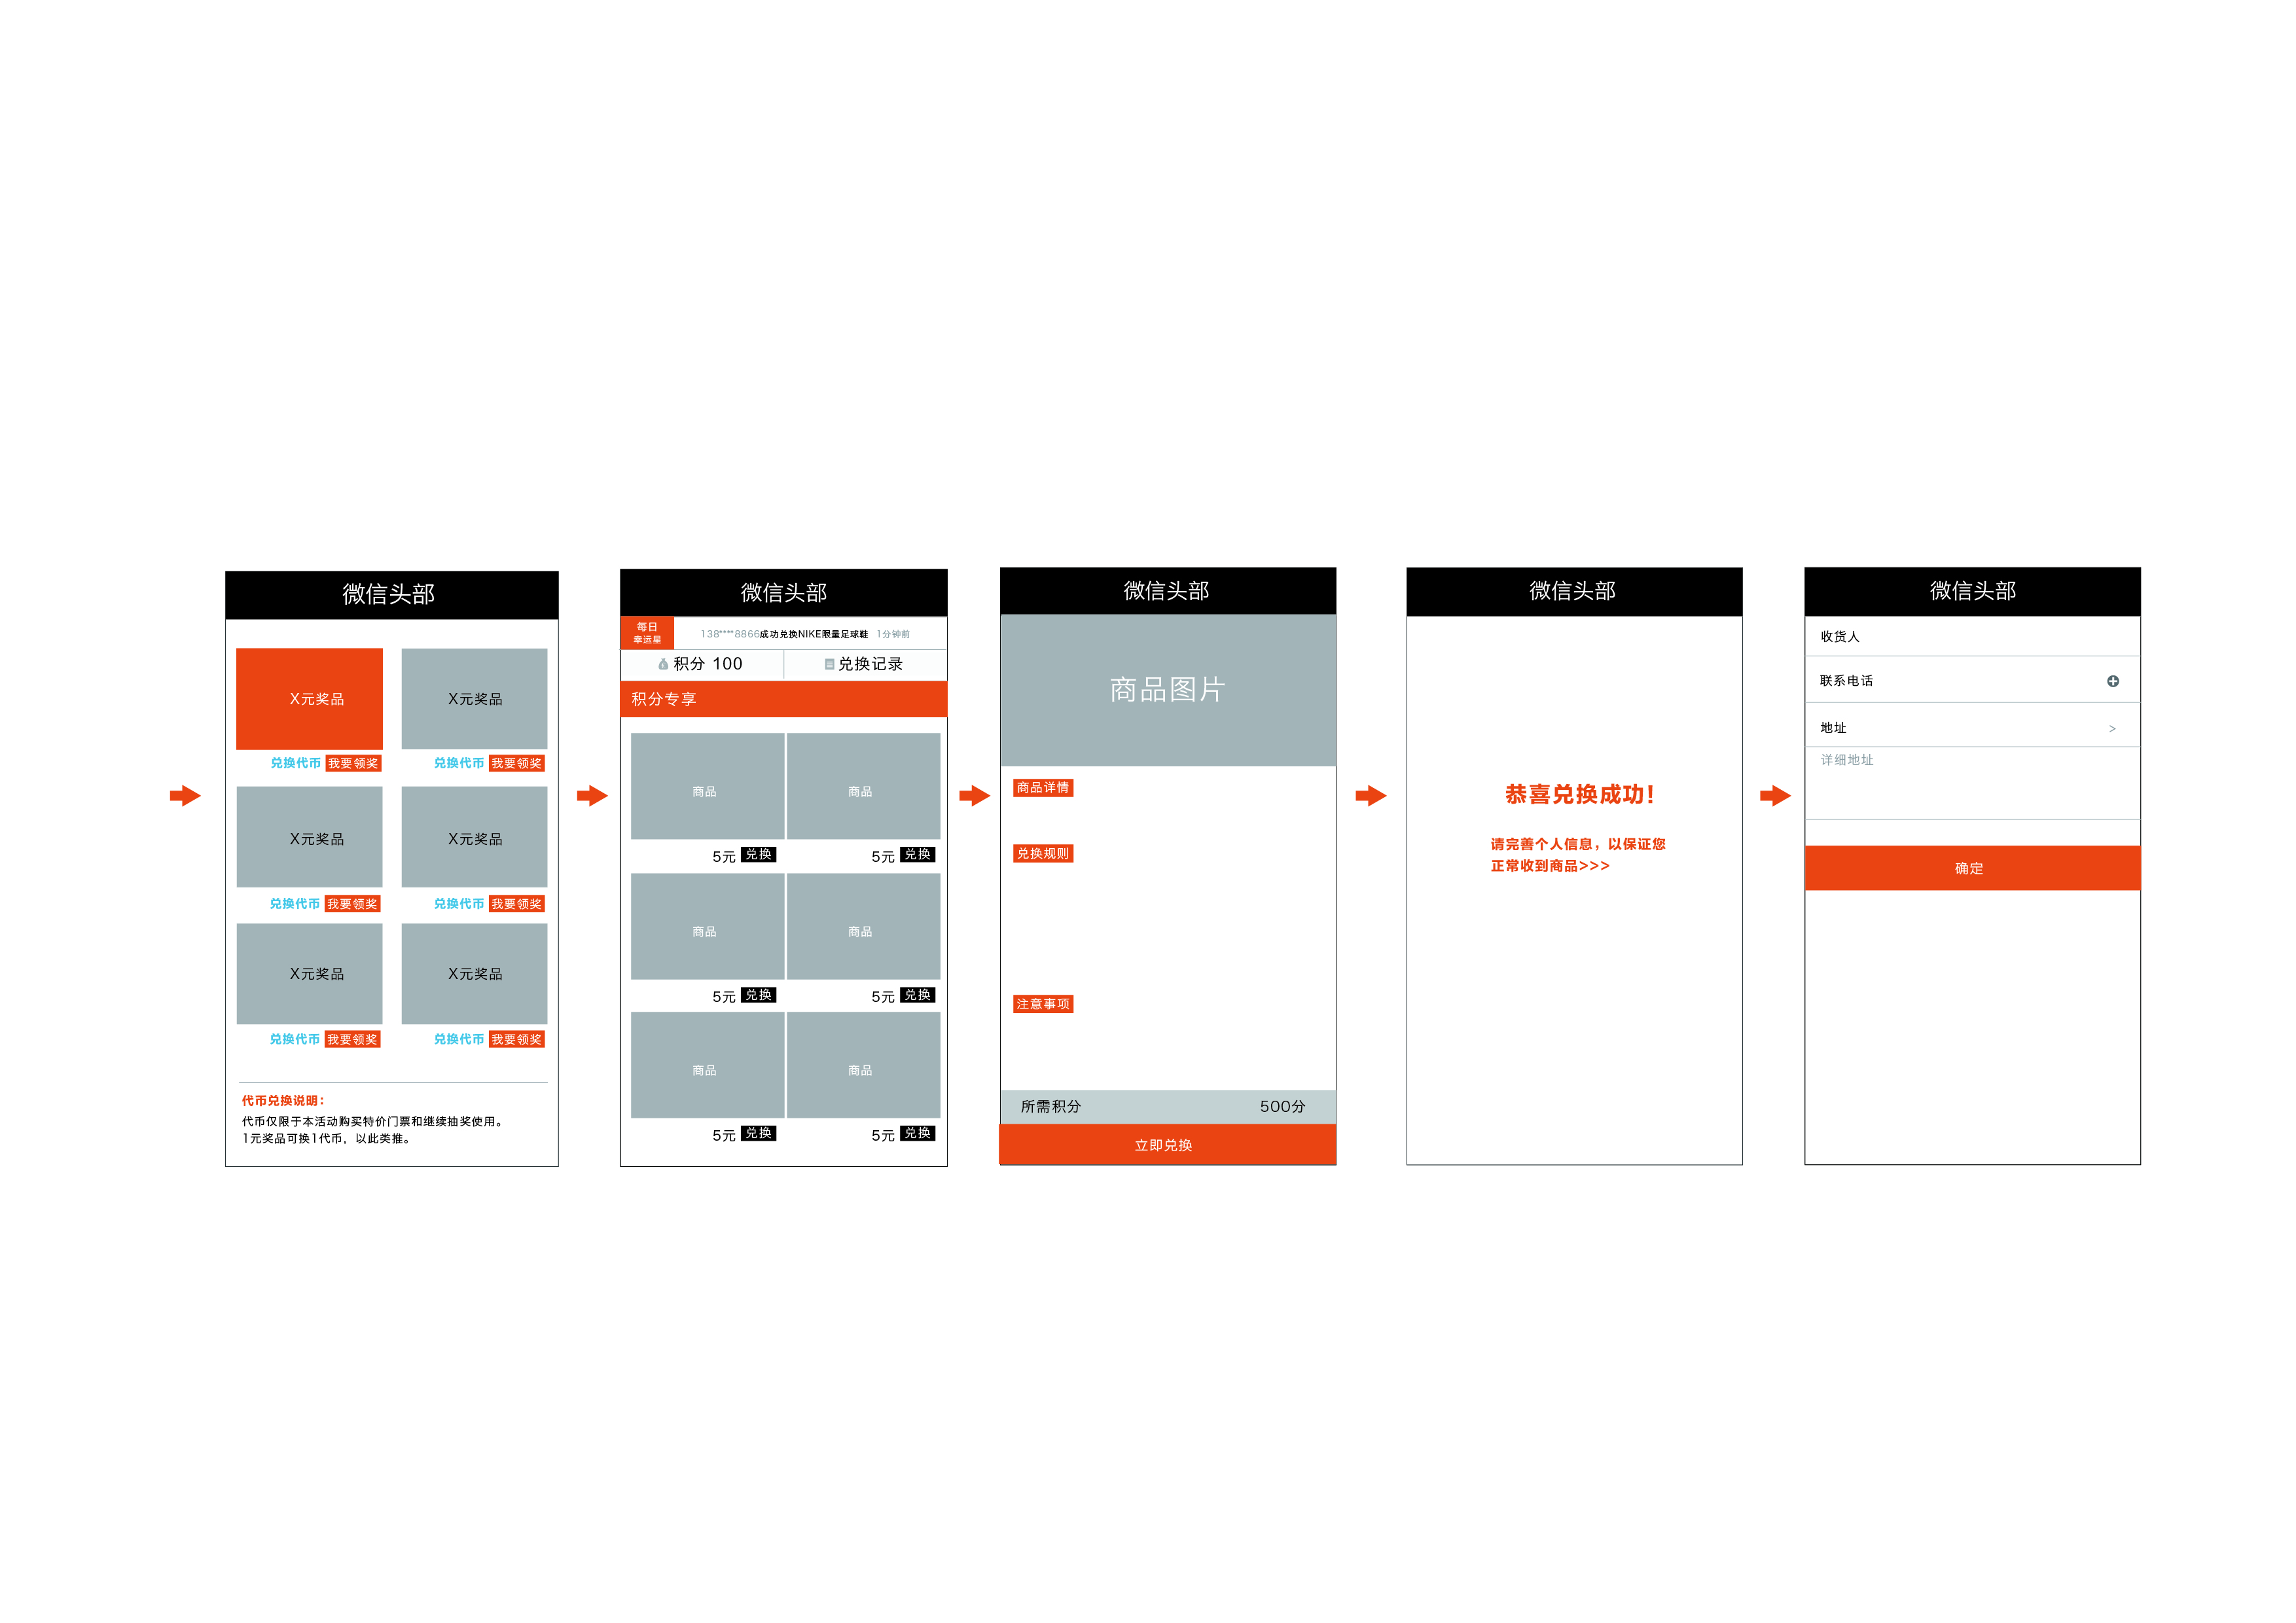 微信头部
X元奖品 X元奖品
兑换代币 我要领奖 兑换代币 我要领奖
X元奖品 X元奖品
兑换代币 我要领奖 兑换代币 我要领奖
X元奖品 X元奖品
兑换代币 我要领奖 兑换代币 我要领奖
代币兑换说明：
代币仅限于本活动购买特价门票和继续抽奖使用。
1元奖品可换1代币，以此类推。
微信头部
每日
幸运星
138****8866成功兑换NIKE限量足球鞋 1分钟前
积分 100 兑换记录
积分专享
商品 商品
5元 兑换 5元 兑换
商品 商品
5元 兑换 5元 兑换
商品 商品
5元 兑换 5元 兑换
微信头部
商品图片
商品详情
兑换规则
注意事项
所需积分 500分
立即兑换
微信头部
恭喜兑换成功！
请完善个人信息，以保证您
正常收到商品>>>
微信头部
收货人
联系电话
地址 >
详细地址
确定